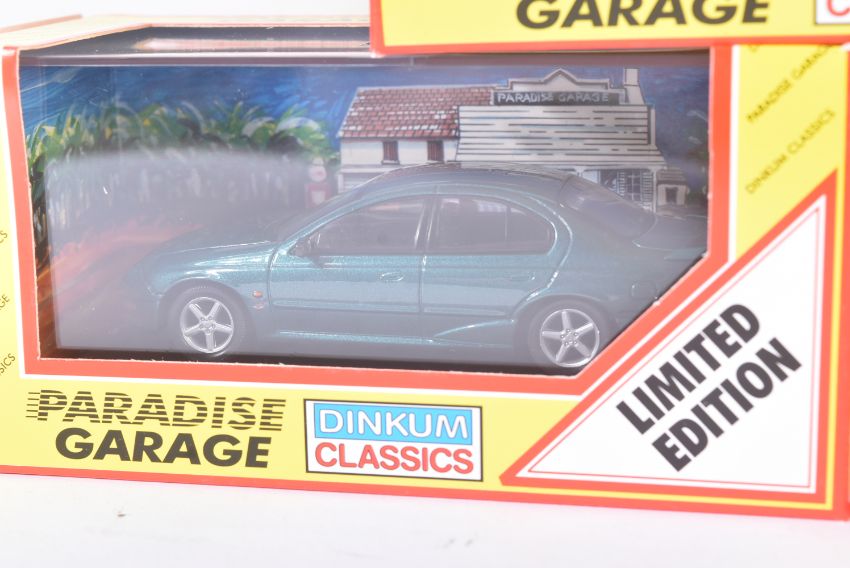 GARAGE
PARADISE GARAGE
PARADISE GARAGE
DINKUM CLASSICS
PARADISE
GARAGE
DINKUM
CLASSICS
LIMITED
EDITION